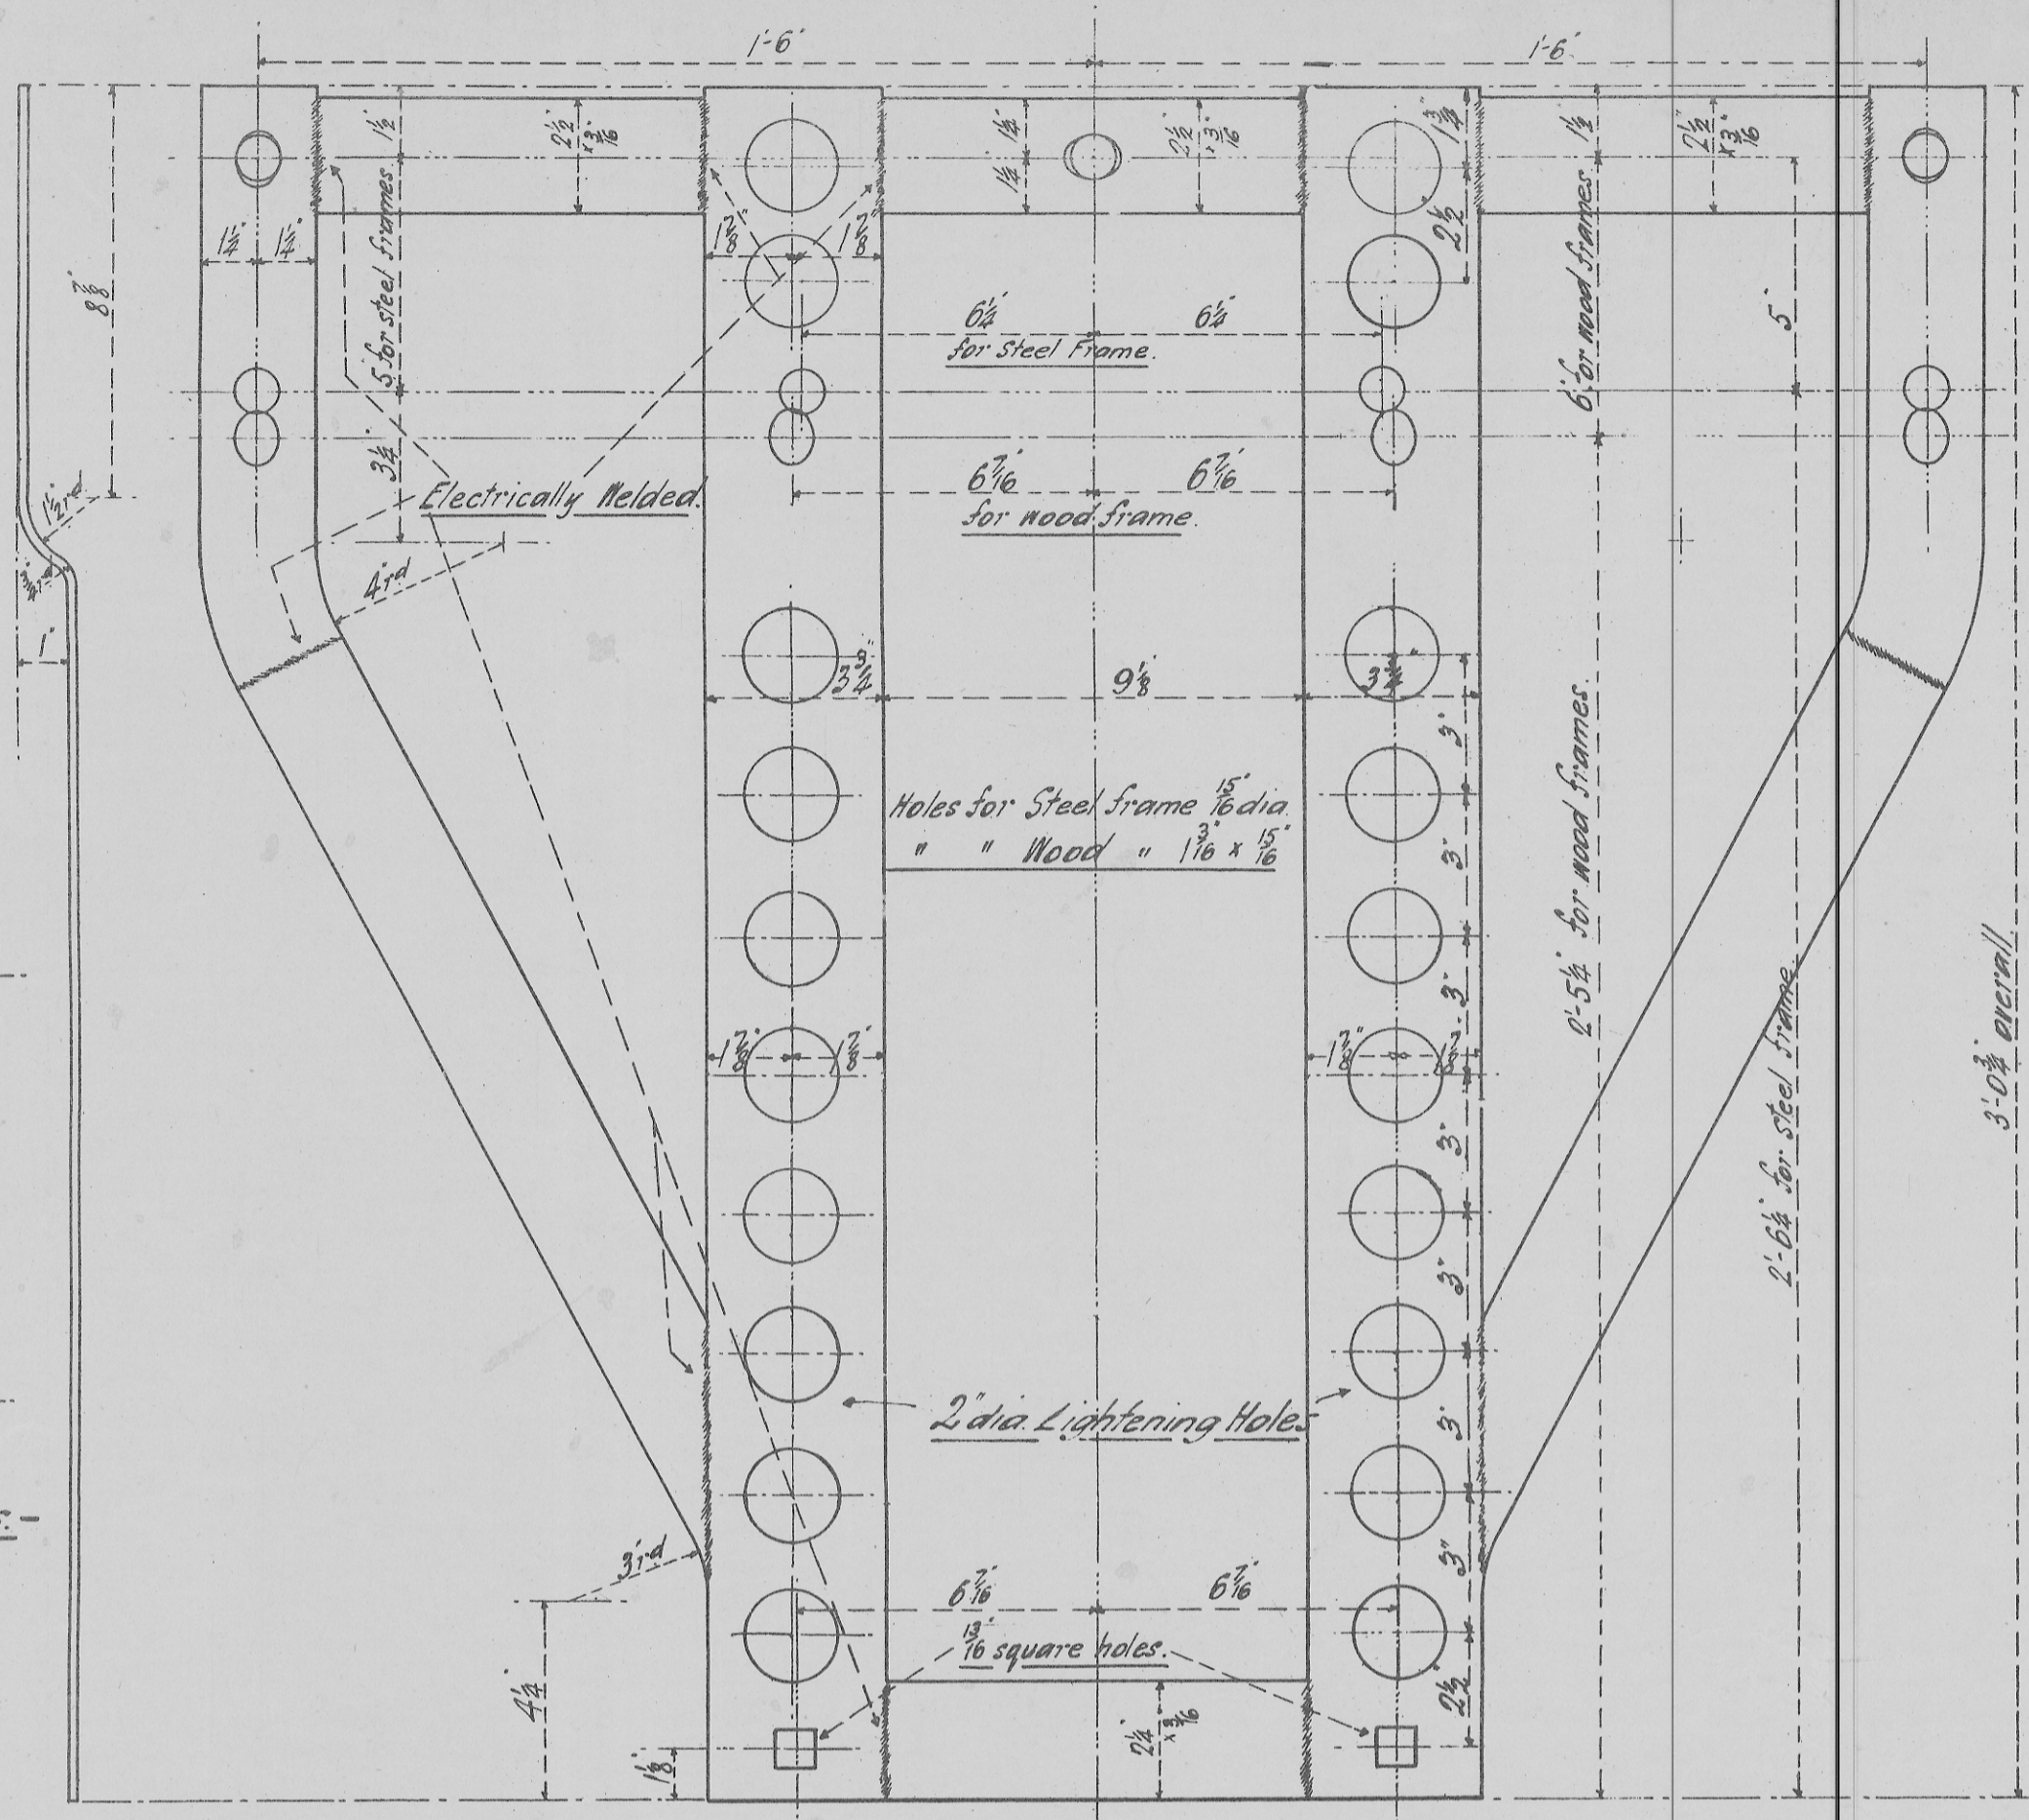 1'-6"
1'-6"
1½"
2½" × 3/16"
1¼"
1¼"
2½" × 3/16"
1¾"
1½"
2½" × 3/16"
1¼"
1¼"
1⅞"
1⅞"
2½"
8⅞"
5" for steel frames
6" for wood frames.
5"
6¼"
6¼"
for Steel Frame.
3¼"
6 7/16"
6 7/16"
for wood frame.
Electrically Welded.
1½"rd
¾"rd
4"rd
1"
3¾"
9⅛"
3¾"
3"
Holes for Steel frame 15/16" dia.
" " Wood " 1 3/16" × 15/16"
3"
2'-5¼" for wood frames.
3"
1⅞"
1⅞"
1⅞"
1⅞"
3'-0¾" overall.
3"
2'-6¼" for steel frame.
3"
2" dia. Lightening Holes
3"
3"rd
3"
6 7/16"
6 7/16"
13/16" square holes.
4¼"
2½"
2¼" × 3/16"
1⅛"